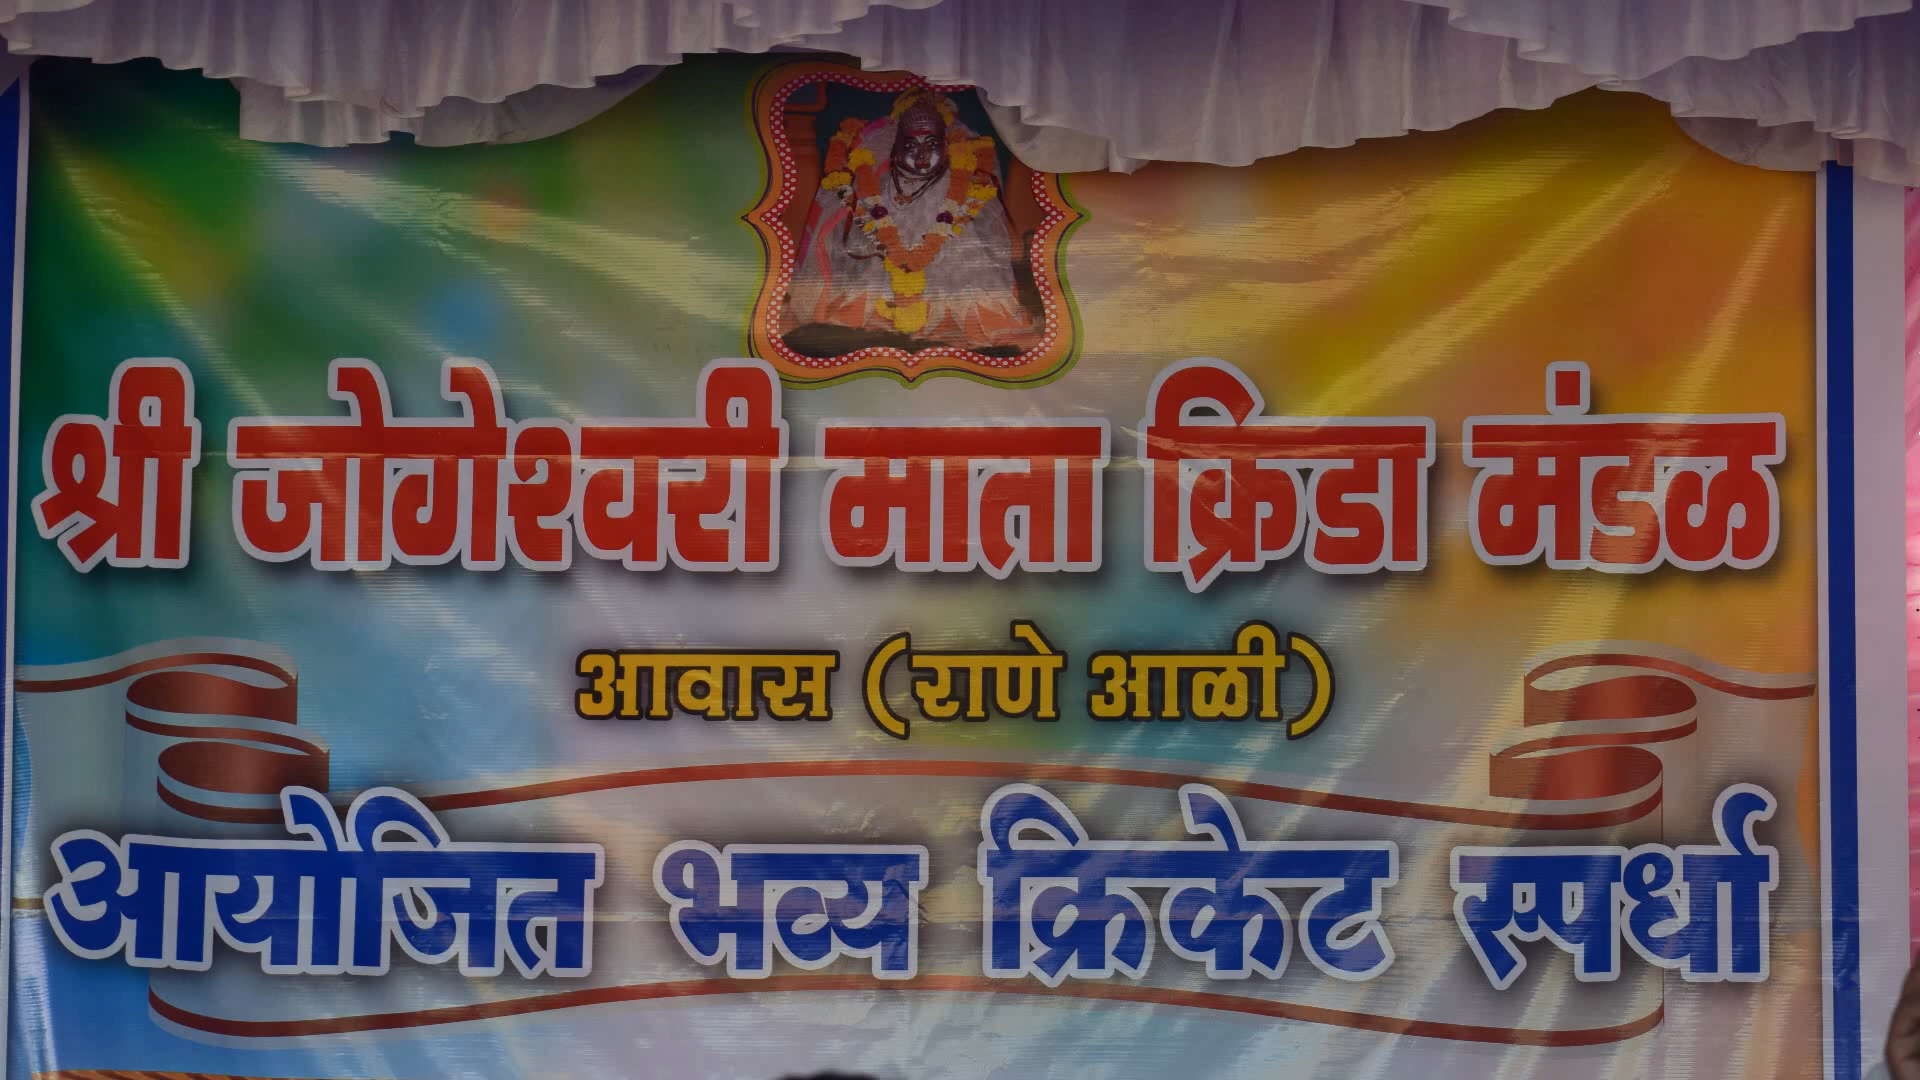 श्री जोगेश्वरी माता क्रिडा मंडळ
आवास (राणे आळी)
आयोजित भव्य क्रिकेट स्पर्धा